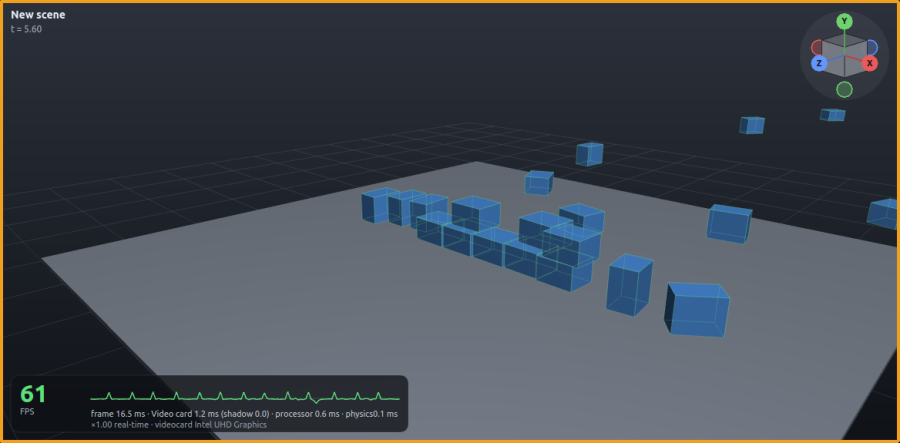 New scene
t = 5.60
Y
Z
X
61
FPS
frame 16.5 ms · Video card 1.2 ms (shadow 0.0) · processor 0.6 ms · physics0.1 ms
×1.00 real-time · videocard Intel UHD Graphics